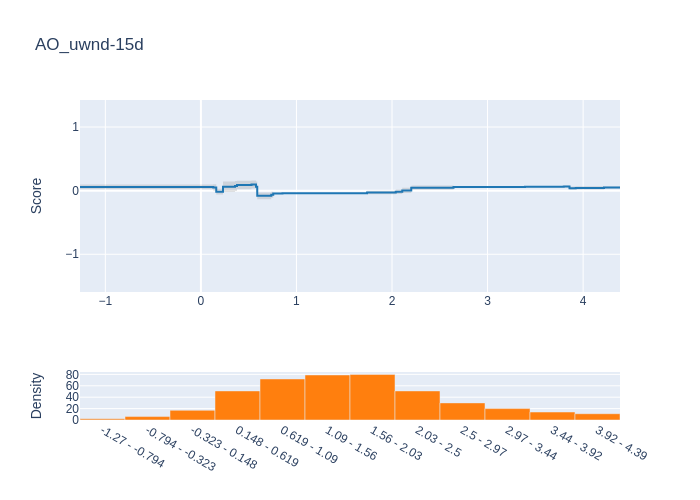 AO_uwnd-15d
1
0
−1
Score
−1
0
1
2
3
4
80
60
40
20
0
Density
-1.27 - -0.794
-0.794 - -0.323
-0.323 - 0.148
0.148 - 0.619
0.619 - 1.09
1.09 - 1.56
1.56 - 2.03
2.03 - 2.5
2.5 - 2.97
2.97 - 3.44
3.44 - 3.92
3.92 - 4.39